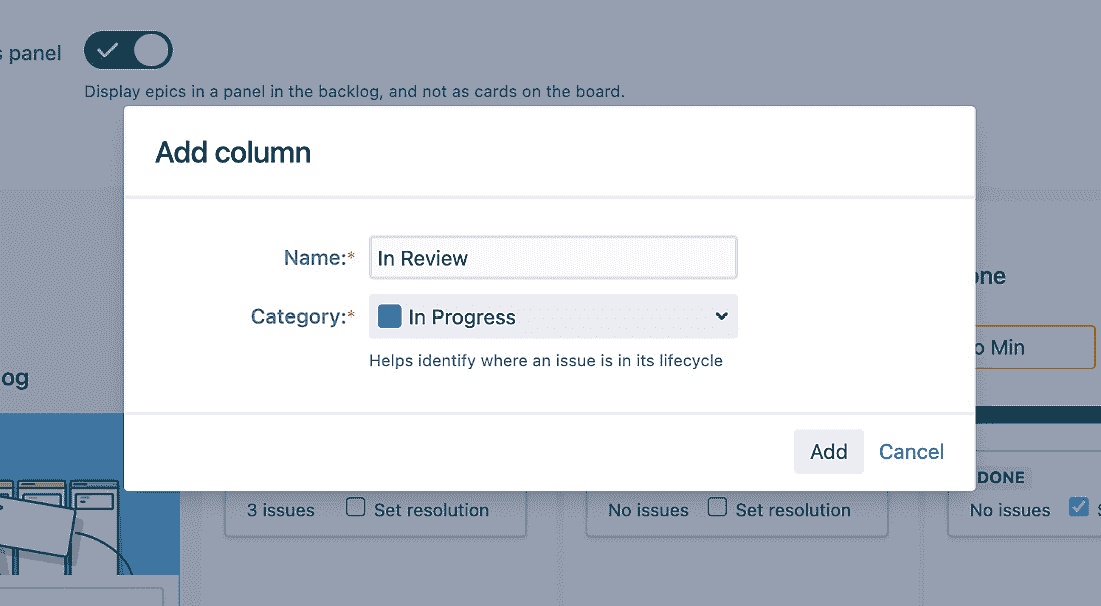 panel
Display epics in a panel in the backlog, and not as cards on the board.
Add column
Name:*
In Review
Category:*
In Progress
Helps identify where an issue is in its lifecycle
Add
Cancel
Min
3 issues
Set resolution
No issues
Set resolution
DONE
No issues